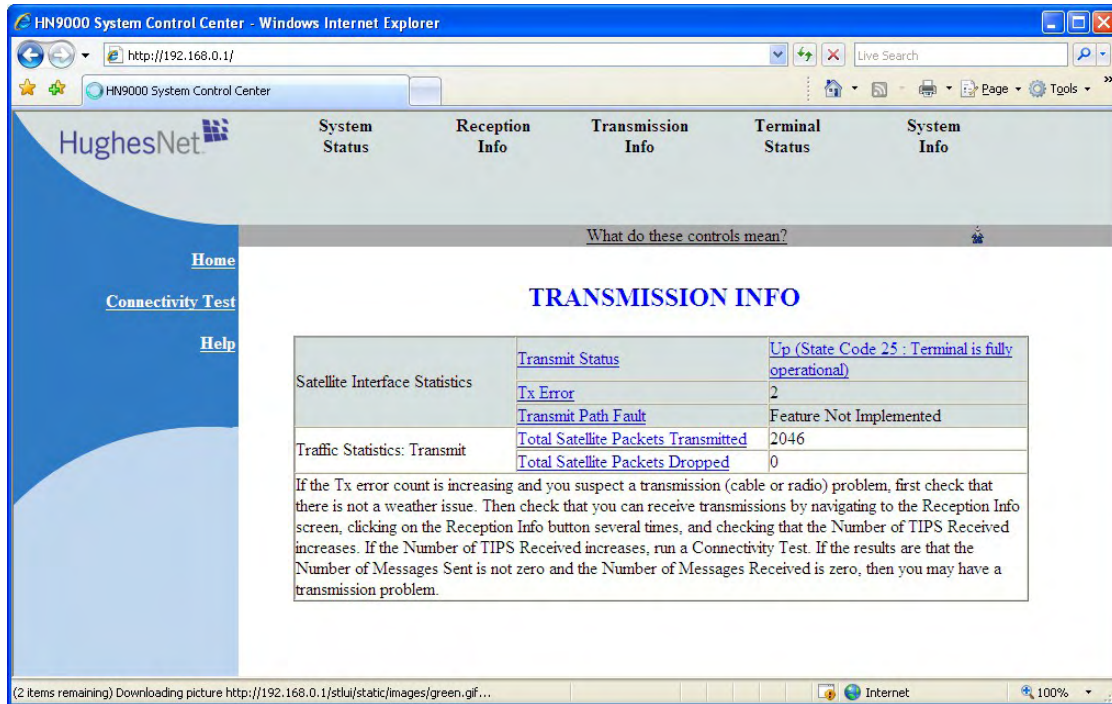 HN9000 System Control Center - Windows Internet Explorer
http://192.168.0.1/
Live Search
HN9000 System Control Center
Page
Tools
»
HughesNet
System
Status
Reception
Info
Transmission
Info
Terminal
Status
System
Info
What do these controls mean?
Home
Connectivity Test
Help
TRANSMISSION INFO
Satellite Interface Statistics
Transmit Status
Up (State Code 25 : Terminal is fully
operational)
Tx Error
2
Transmit Path Fault
Feature Not Implemented
Traffic Statistics: Transmit
Total Satellite Packets Transmitted
2046
Total Satellite Packets Dropped
0
If the Tx error count is increasing and you suspect a transmission (cable or radio) problem, first check that
there is not a weather issue. Then check that you can receive transmissions by navigating to the Reception Info
screen, clicking on the Reception Info button several times, and checking that the Number of TIPS Received
increases. If the Number of TIPS Received increases, run a Connectivity Test. If the results are that the
Number of Messages Sent is not zero and the Number of Messages Received is zero, then you may have a
transmission problem.
(2 items remaining) Downloading picture http://192.168.0.1/stlui/static/images/green.gif...
Internet
100%